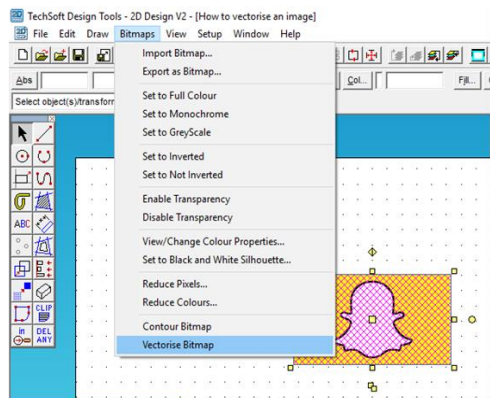 TechSoft Design Tools - 2D Design V2 - [How to vectorise an image]
File Edit Draw Bitmaps View Setup Window Help
Abs
Col...
Fill...
Select object(s)/transform
Import Bitmap...
Export as Bitmap...
Set to Full Colour
Set to Monochrome
Set to GreyScale
Set to Inverted
Set to Not Inverted
Enable Transparency
Disable Transparency
View/Change Colour Properties...
Set to Black and White Silhouette...
Reduce Pixels...
Reduce Colours...
Contour Bitmap
Vectorise Bitmap
ABC
CLIP
in DEL
ANY